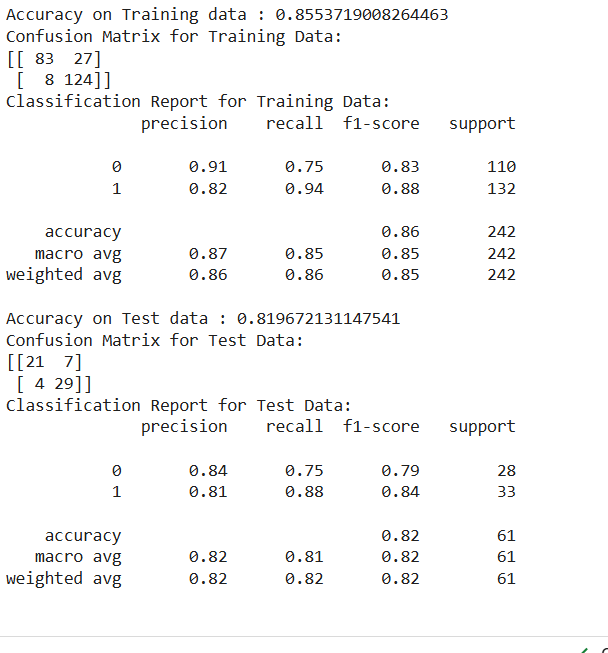 Accuracy on Training data : 0.8553719008264463
Confusion Matrix for Training Data:
[[ 83  27]
 [  8 124]]
Classification Report for Training Data:
              precision    recall  f1-score   support

           0       0.91      0.75      0.83       110
           1       0.82      0.94      0.88       132

    accuracy                           0.86       242
   macro avg       0.87      0.85      0.85       242
weighted avg       0.86      0.86      0.85       242

Accuracy on Test data : 0.819672131147541
Confusion Matrix for Test Data:
[[21  7]
 [ 4 29]]
Classification Report for Test Data:
              precision    recall  f1-score   support

           0       0.84      0.75      0.79        28
           1       0.81      0.88      0.84        33

    accuracy                           0.82        61
   macro avg       0.82      0.81      0.82        61
weighted avg       0.82      0.82      0.82        61